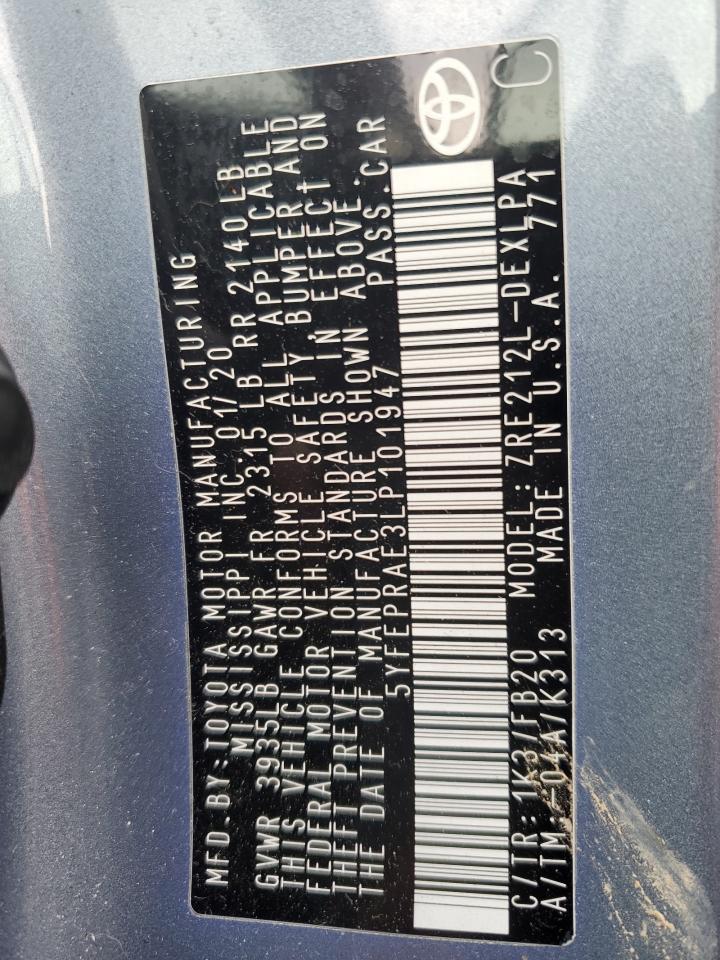 MFD.BY:TOYOTA MOTOR MANUFACTURING
MISSISSIPPI INC. 01/20
GVWR 3935LB GAWR FR 2315 LB RR 2140 LB
THIS VEHICLE CONFORMS TO ALL APPLICABLE
FEDERAL MOTOR VEHICLE SAFETY, BUMPER, AND
THEFT PREVENTION STANDARDS IN EFFECT ON
THE DATE OF MANUFACTURE SHOWN ABOVE.
5YFEPRAE3LP101947 PASS.CAR
C/TR: 1K3/FB20 MODEL: ZRE212L-DEXLPA
A/TM: -04A/K313 MADE IN U.S.A. 771
C